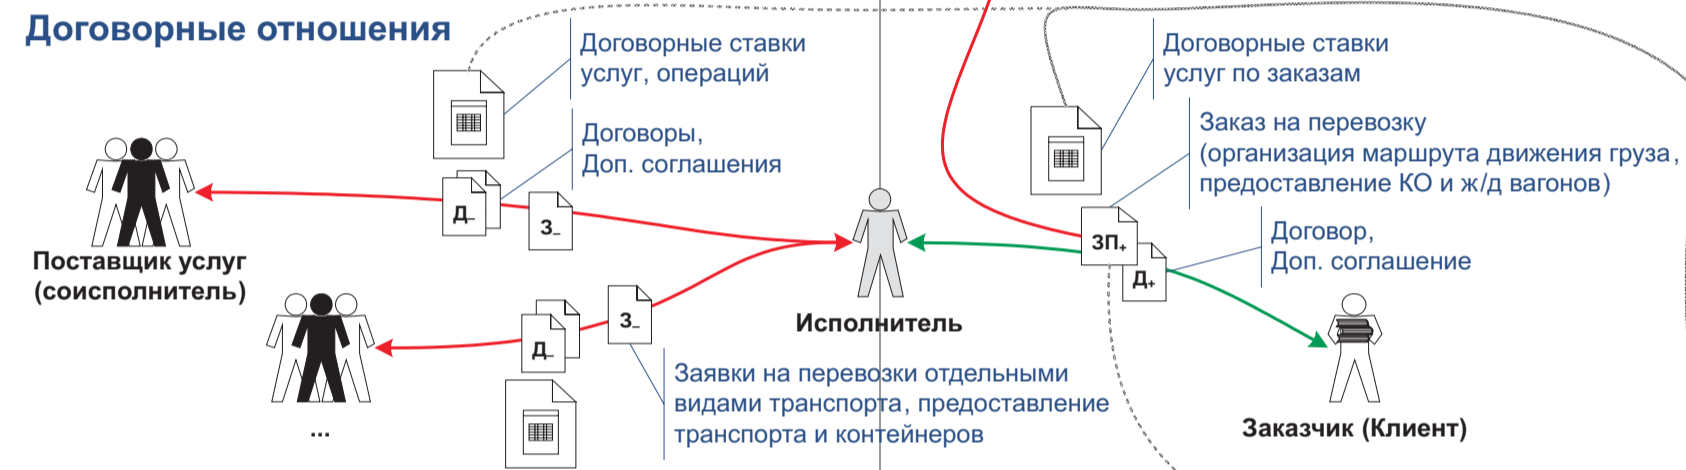 Договорные отношения
Договорные ставки
услуг, операций
Договоры,
Доп. соглашения
Д_
З_
Поставщик услуг
(соисполнитель)
...
Д_
З_
Заявки на перевозки отдельными
видами транспорта, предоставление
транспорта и контейнеров
Исполнитель
Договорные ставки
услуг по заказам
Заказ на перевозку
(организация маршрута движения груза,
предоставление КО и ж/д вагонов)
ЗП+
Д+
Договор,
Доп. соглашение
Заказчик (Клиент)